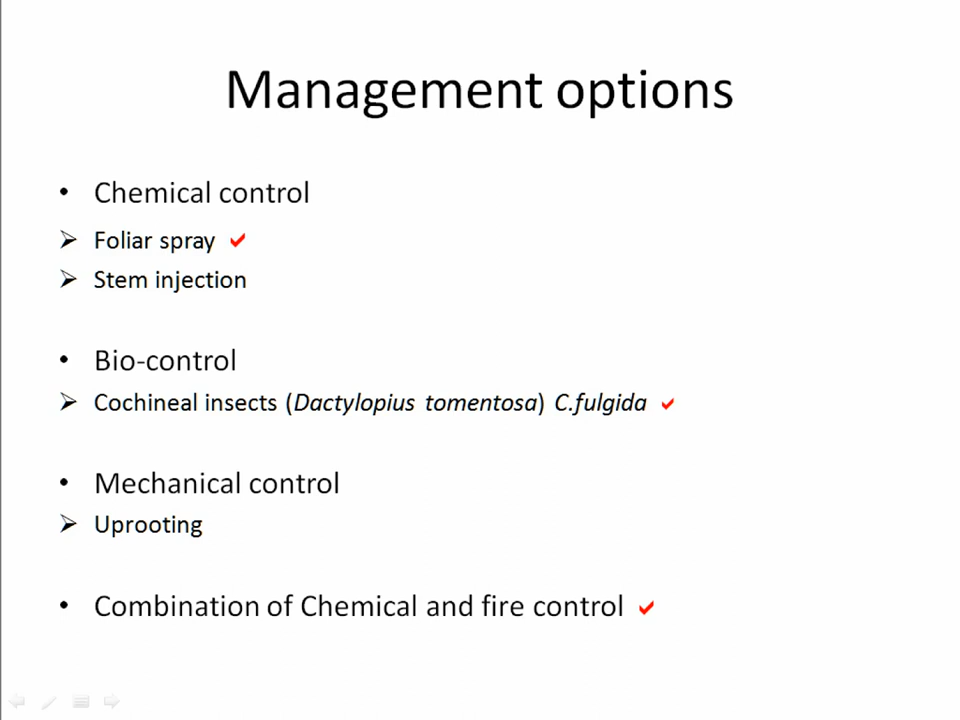 Management options
• Chemical control
➢ Foliar spray ✓
➢ Stem injection
• Bio-control
➢ Cochineal insects (Dactylopius tomentosa) C.fulgida ✓
• Mechanical control
➢ Uprooting
• Combination of Chemical and fire control ✓